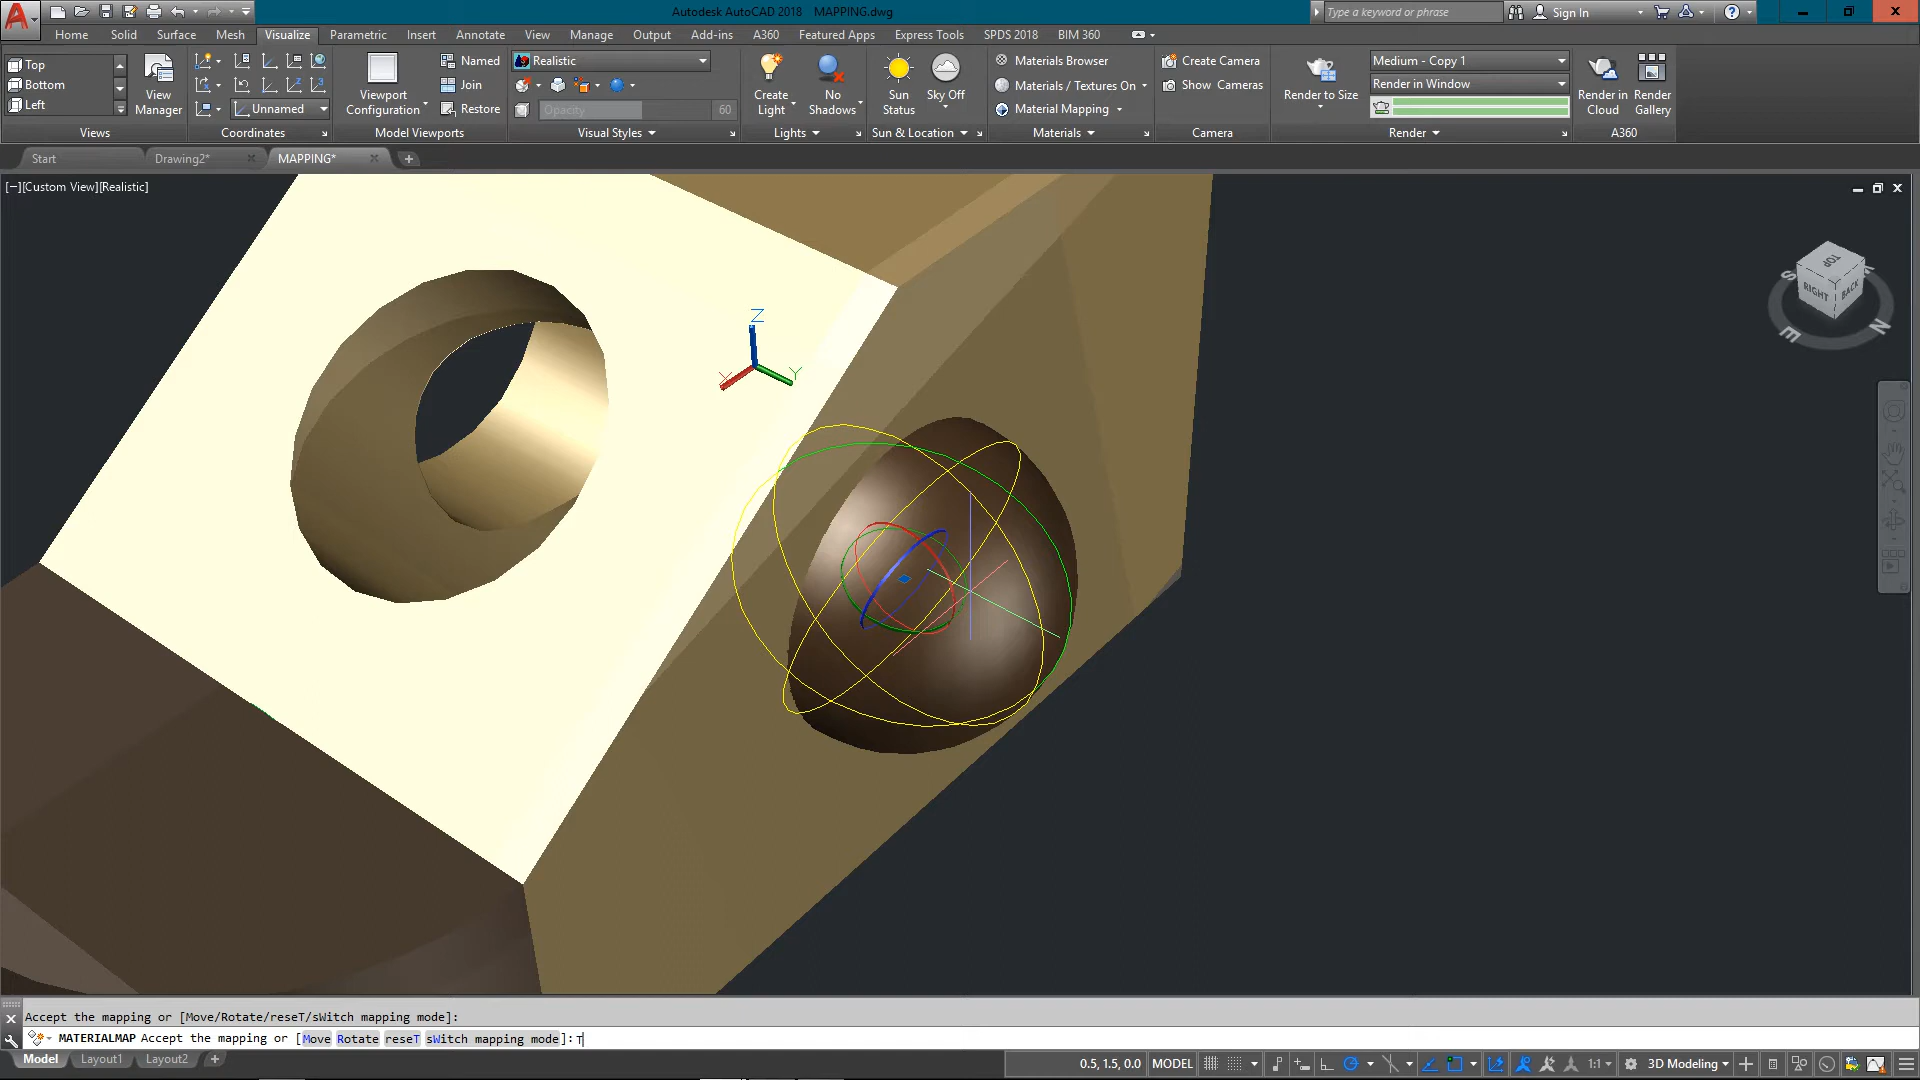 Autodesk AutoCAD 2018 MAPPING.dwg
Type a keyword or phrase
Sign In
Home Solid Surface Mesh Visualize Parametric Insert Annotate View Manage Output Add-ins A360 Featured Apps Express Tools SPDS 2018 BIM 360
Top
Bottom
Left
View
Manager
Views
Unnamed
Coordinates
Viewport
Configuration
Named
Join
Restore
Model Viewports
Realistic
Opacity 60
Visual Styles
Create
Light
No
Shadows
Lights
Sun
Status
Sky Off
Sun & Location
Materials Browser
Materials / Textures On
Material Mapping
Materials
Create Camera
Show Cameras
Camera
Render to Size
Medium - Copy 1
Render in Window
Render
Render in
Cloud
Render
Gallery
A360
Start Drawing2* MAPPING*
[−][Custom View][Realistic]
Z
X
Y
TOP
RIGHT
BACK
S
E
N
Accept the mapping or [Move/Rotate/reseT/sWitch mapping mode]:
MATERIALMAP Accept the mapping or [Move Rotate reseT sWitch mapping mode]: T
Model Layout1 Layout2
0.5, 1.5, 0.0 MODEL 1:1 3D Modeling